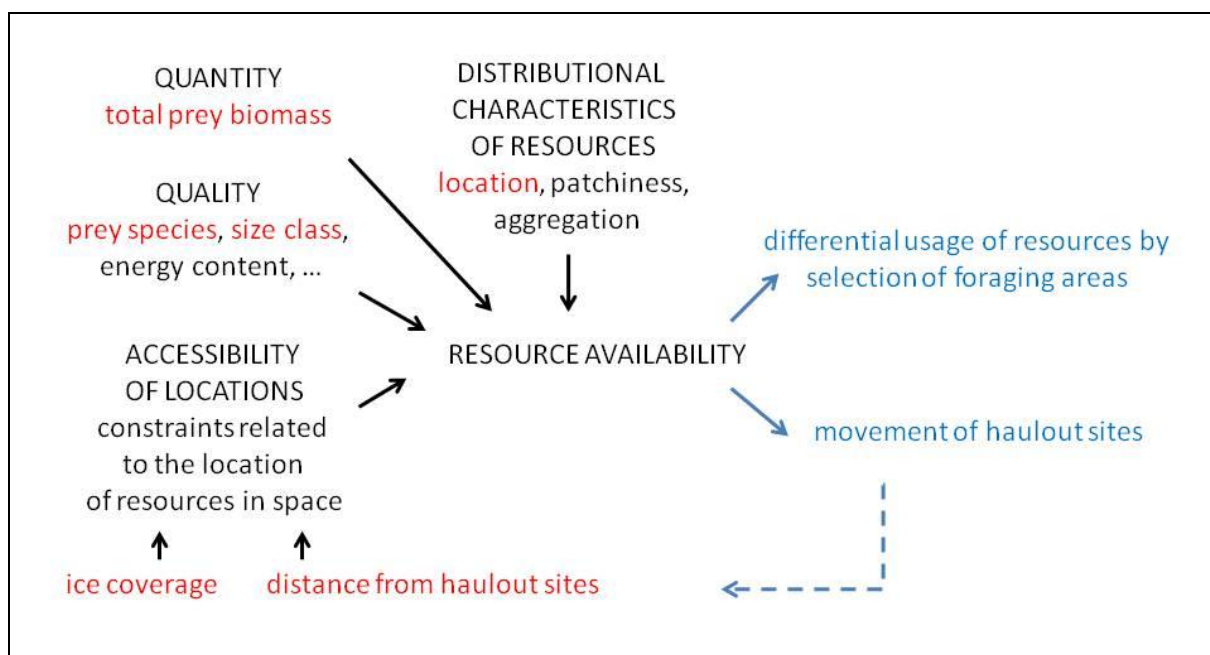 QUANTITY
total prey biomass
DISTRIBUTIONAL
CHARACTERISTICS
OF RESOURCES
location, patchiness,
aggregation
QUALITY
prey species, size class,
energy content, ...
differential usage of resources by
selection of foraging areas
ACCESSIBILITY
OF LOCATIONS
constraints related
to the location
of resources in space
RESOURCE AVAILABILITY
movement of haulout sites
ice coverage
distance from haulout sites